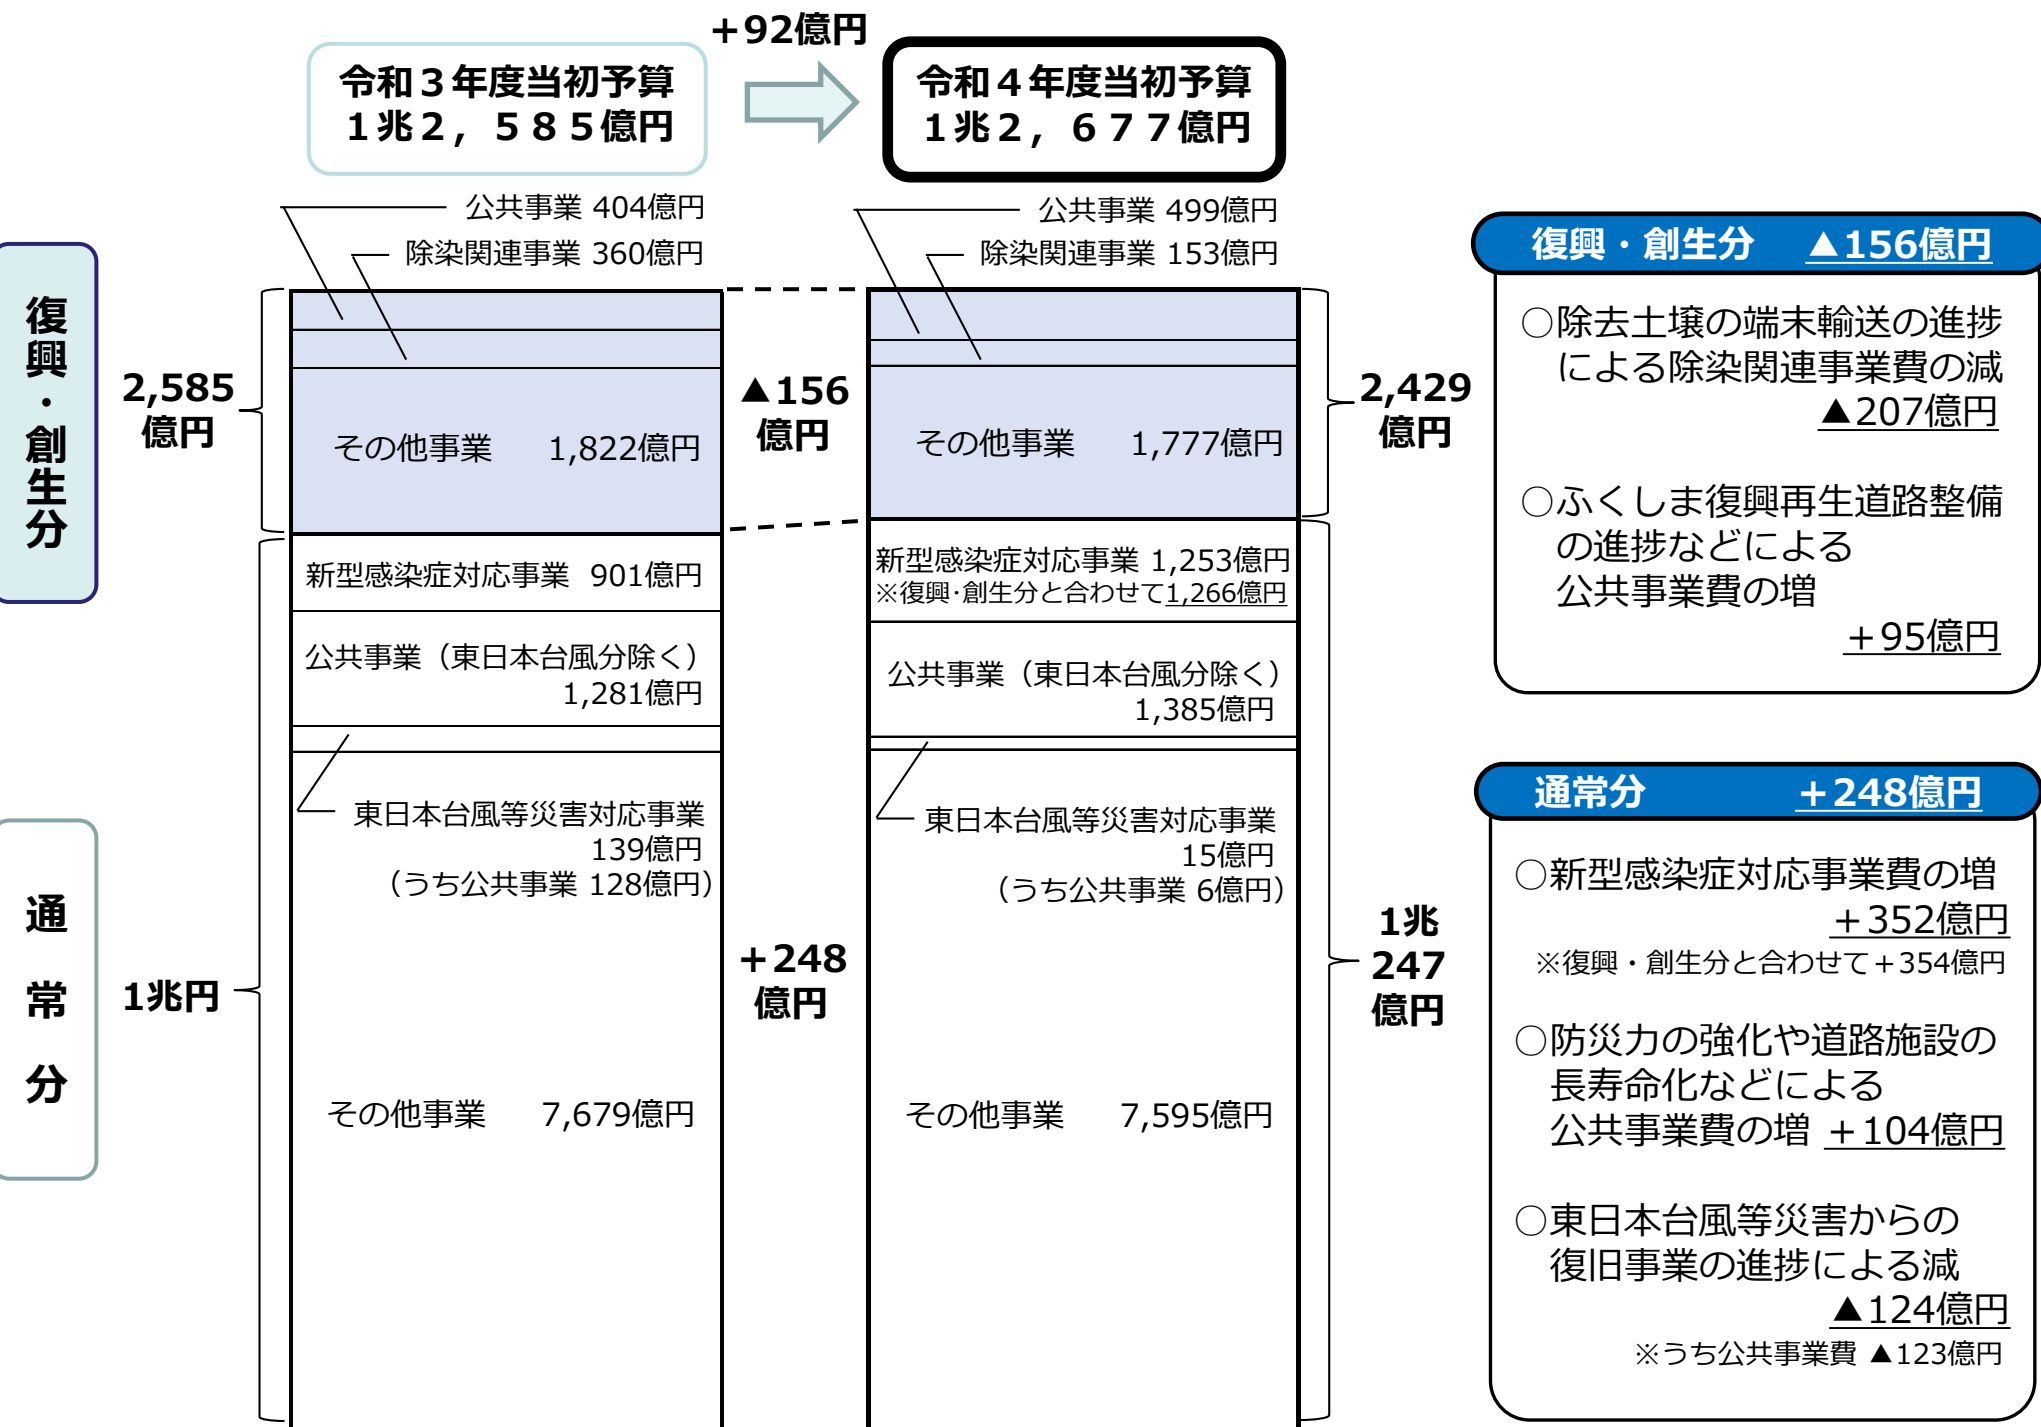 +92億円
令和3年度当初予算
1兆2,585億円
令和4年度当初予算
1兆2,677億円
公共事業 404億円
除染関連事業 360億円
公共事業 499億円
除染関連事業 153億円
復興・創生分
2,585
億円
その他事業 1,822億円
▲156
億円
その他事業 1,777億円
2,429
億円
新型感染症対応事業 901億円
新型感染症対応事業 1,253億円
※復興・創生分と合わせて1,266億円
公共事業(東日本台風分除く)
1,281億円
公共事業(東日本台風分除く)
1,385億円
東日本台風等災害対応事業
139億円
(うち公共事業 128億円)
東日本台風等災害対応事業
15億円
(うち公共事業 6億円)
通常分
1兆円
+248
億円
1兆
247
億円
その他事業 7,679億円
その他事業 7,595億円
復興・創生分 ▲156億円
○除去土壌の端末輸送の進捗
による除染関連事業費の減
▲207億円
○ふくしま復興再生道路整備
の進捗などによる
公共事業費の増
+95億円
通常分 +248億円
○新型感染症対応事業費の増
+352億円
※復興・創生分と合わせて+354億円
○防災力の強化や道路施設の
長寿命化などによる
公共事業費の増 +104億円
○東日本台風等災害からの
復旧事業の進捗による減
▲124億円
※うち公共事業費 ▲123億円